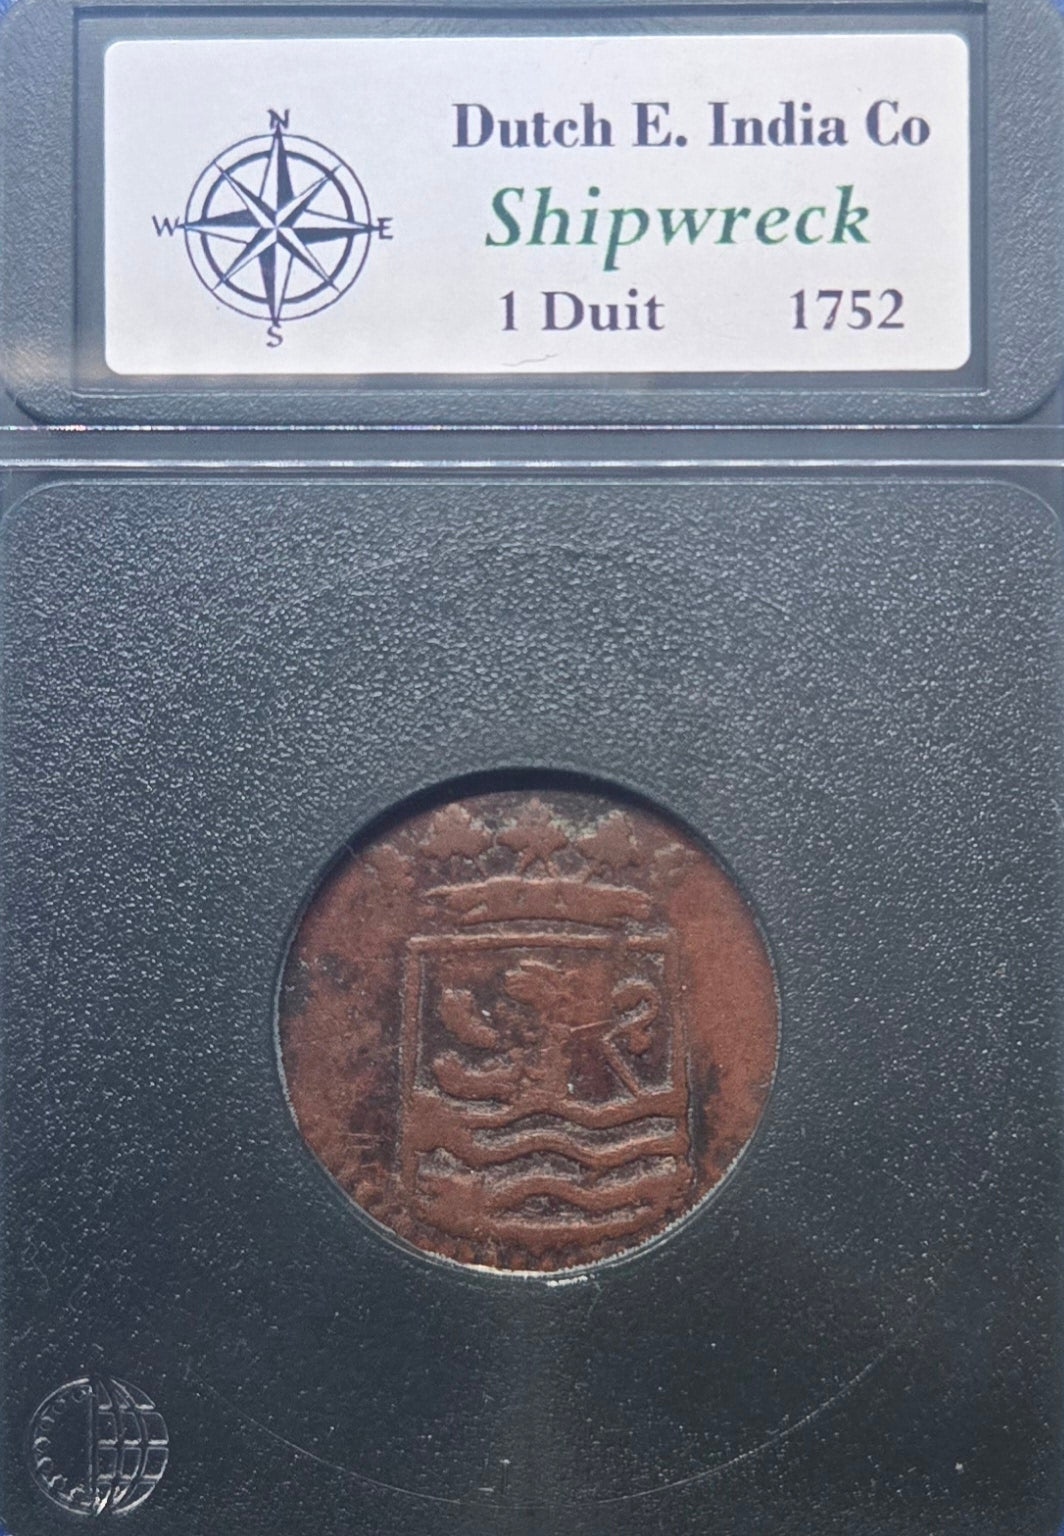 N
W E
S
Dutch E. India Co
Shipwreck
1 Duit 1752